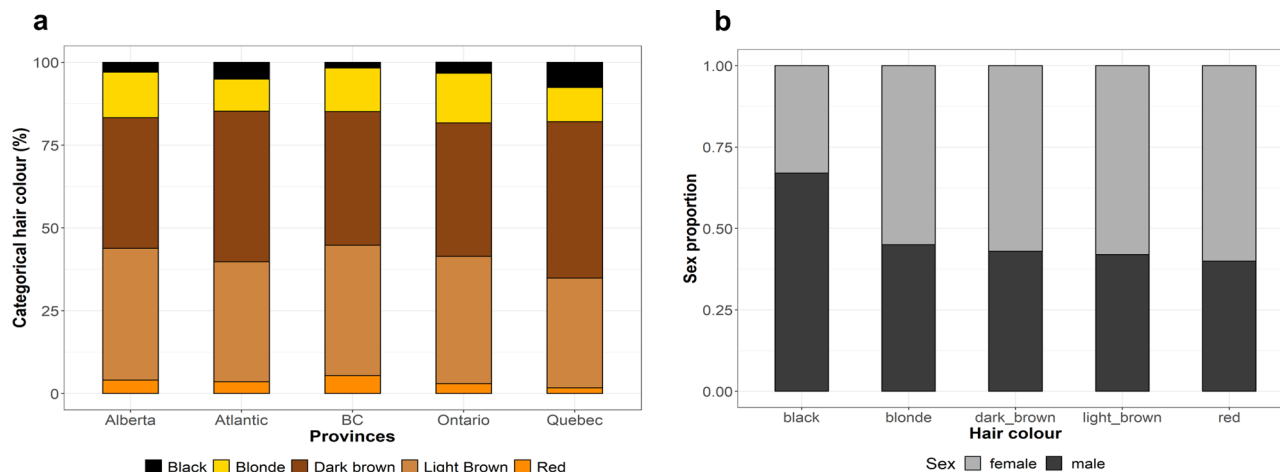 a
Categorical hair colour (%)
100
75
50
25
0
Alberta Atlantic BC Ontario Quebec
Provinces
Black Blonde Dark brown Light Brown Red
b
Sex proportion
1.00
0.75
0.50
0.25
0.00
black blonde dark_brown light_brown red
Hair colour
Sex female male